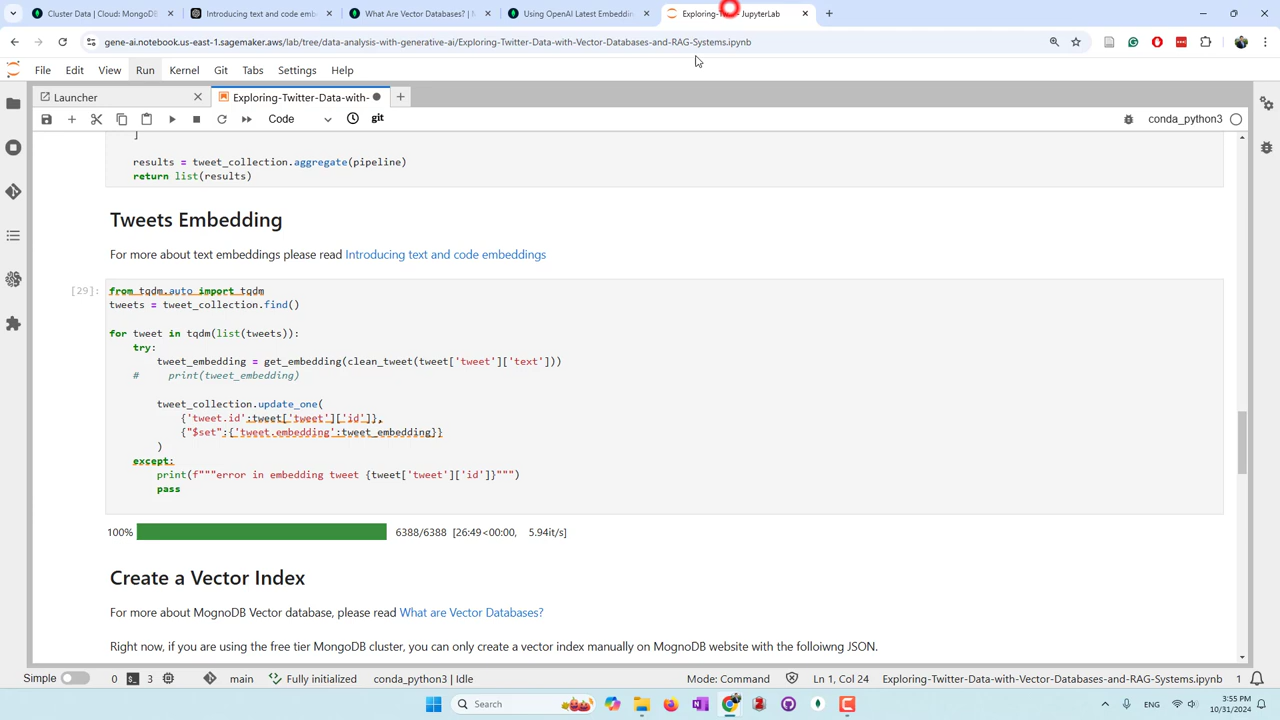 Cluster Data | Cloud: MongoDB
Introducing text and code emb
What Are Vector Databases? |
Using OpenAI Latest Embeddin
Exploring-Twit JupyterLab
gene-ai.notebook.us-east-1.sagemaker.aws/lab/tree/data-analysis-with-generative-ai/Exploring-Twitter-Data-with-Vector-Databases-and-RAG-Systems.ipynb
File Edit View Run Kernel Git Tabs Settings Help
Launcher
Exploring-Twitter-Data-with-
Code
git
conda_python3
]
results = tweet_collection.aggregate(pipeline)
return list(results)
Tweets Embedding
For more about text embeddings please read Introducing text and code embeddings
[29]:
from tqdm.auto import tqdm
tweets = tweet_collection.find()
for tweet in tqdm(list(tweets)):
try:
tweet_embedding = get_embedding(clean_tweet(tweet['tweet']['text']))
# print(tweet_embedding)
tweet_collection.update_one(
{'tweet.id':tweet['tweet']['id']},
{"$set":{'tweet.embedding':tweet_embedding}}
)
except:
print(f"""error in embedding tweet {tweet['tweet']['id']}""")
pass
100% 6388/6388 [26:49<00:00, 5.94it/s]
Create a Vector Index
For more about MognoDB Vector database, please read What are Vector Databases?
Right now, if you are using the free tier MongoDB cluster, you can only create a vector index manually on MognoDB website with the folloiwng JSON.
Simple 0 3 main Fully initialized conda_python3 | Idle Mode: Command Ln 1, Col 24 Exploring-Twitter-Data-with-Vector-Databases-and-RAG-Systems.ipynb 1
Search
ENG
3:55 PM
10/31/2024